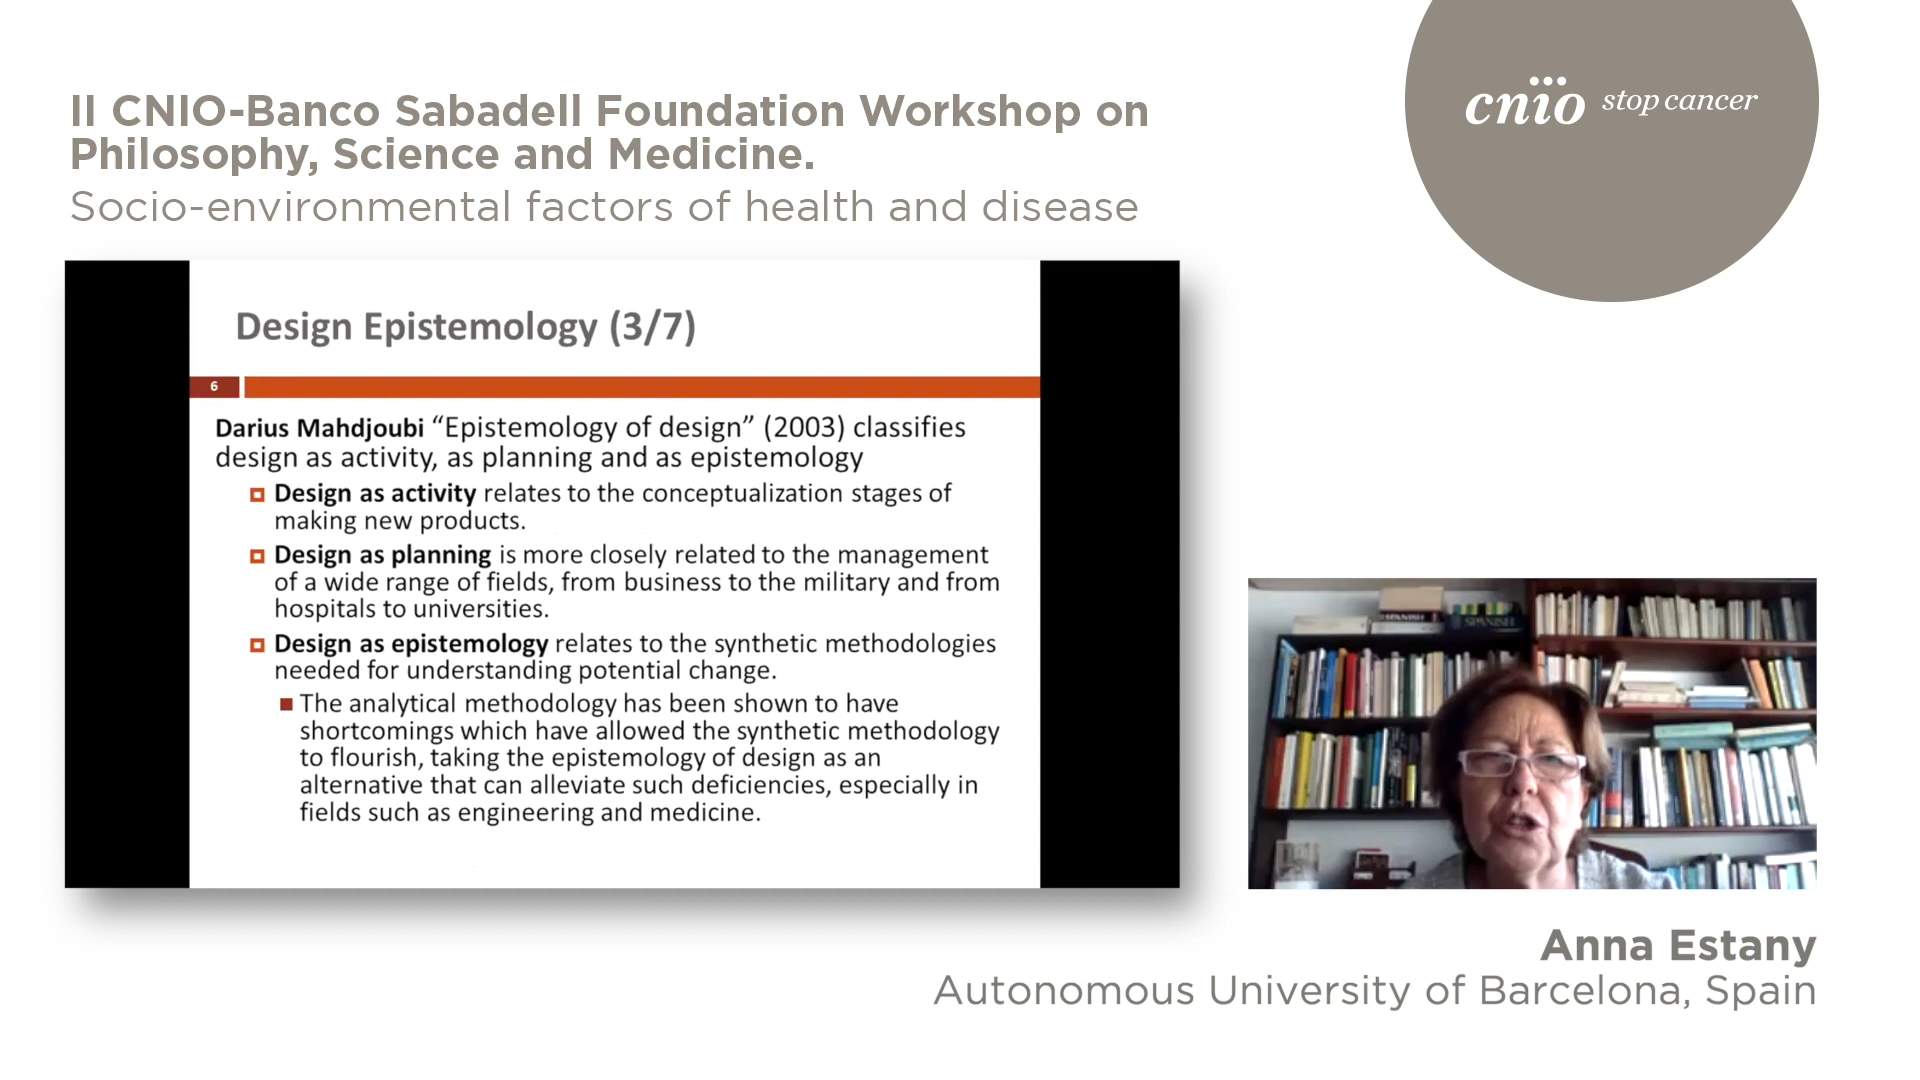 II CNIO-Banco Sabadell Foundation Workshop on
Philosophy, Science and Medicine.
Socio-environmental factors of health and disease
cnio stop cancer
Design Epistemology (3/7)
6
Darius Mahdjoubi “Epistemology of design” (2003) classifies
design as activity, as planning and as epistemology
Design as activity relates to the conceptualization stages of
making new products.
Design as planning is more closely related to the management
of a wide range of fields, from business to the military and from
hospitals to universities.
Design as epistemology relates to the synthetic methodologies
needed for understanding potential change.
The analytical methodology has been shown to have
shortcomings which have allowed the synthetic methodology
to flourish, taking the epistemology of design as an
alternative that can alleviate such deficiencies, especially in
fields such as engineering and medicine.
SPANISH
SPANISH
Anna Estany
Autonomous University of Barcelona, Spain